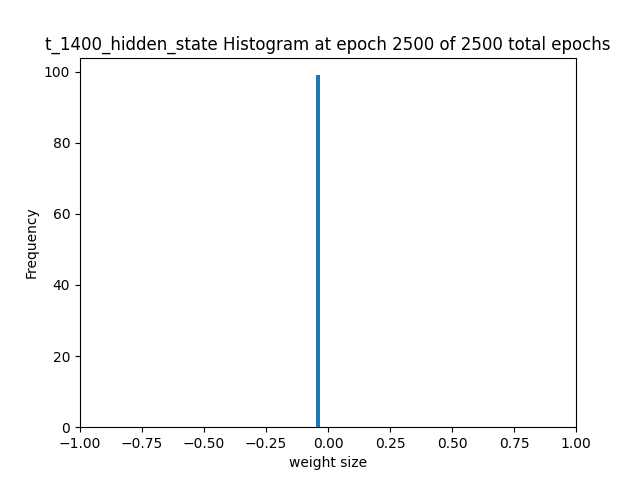 t_1400_hidden_state Histogram at epoch 2500 of 2500 total epochs
100
80
60
40
20
0
Frequency
−1.00 −0.75 −0.50 −0.25 0.00 0.25 0.50 0.75 1.00
weight size